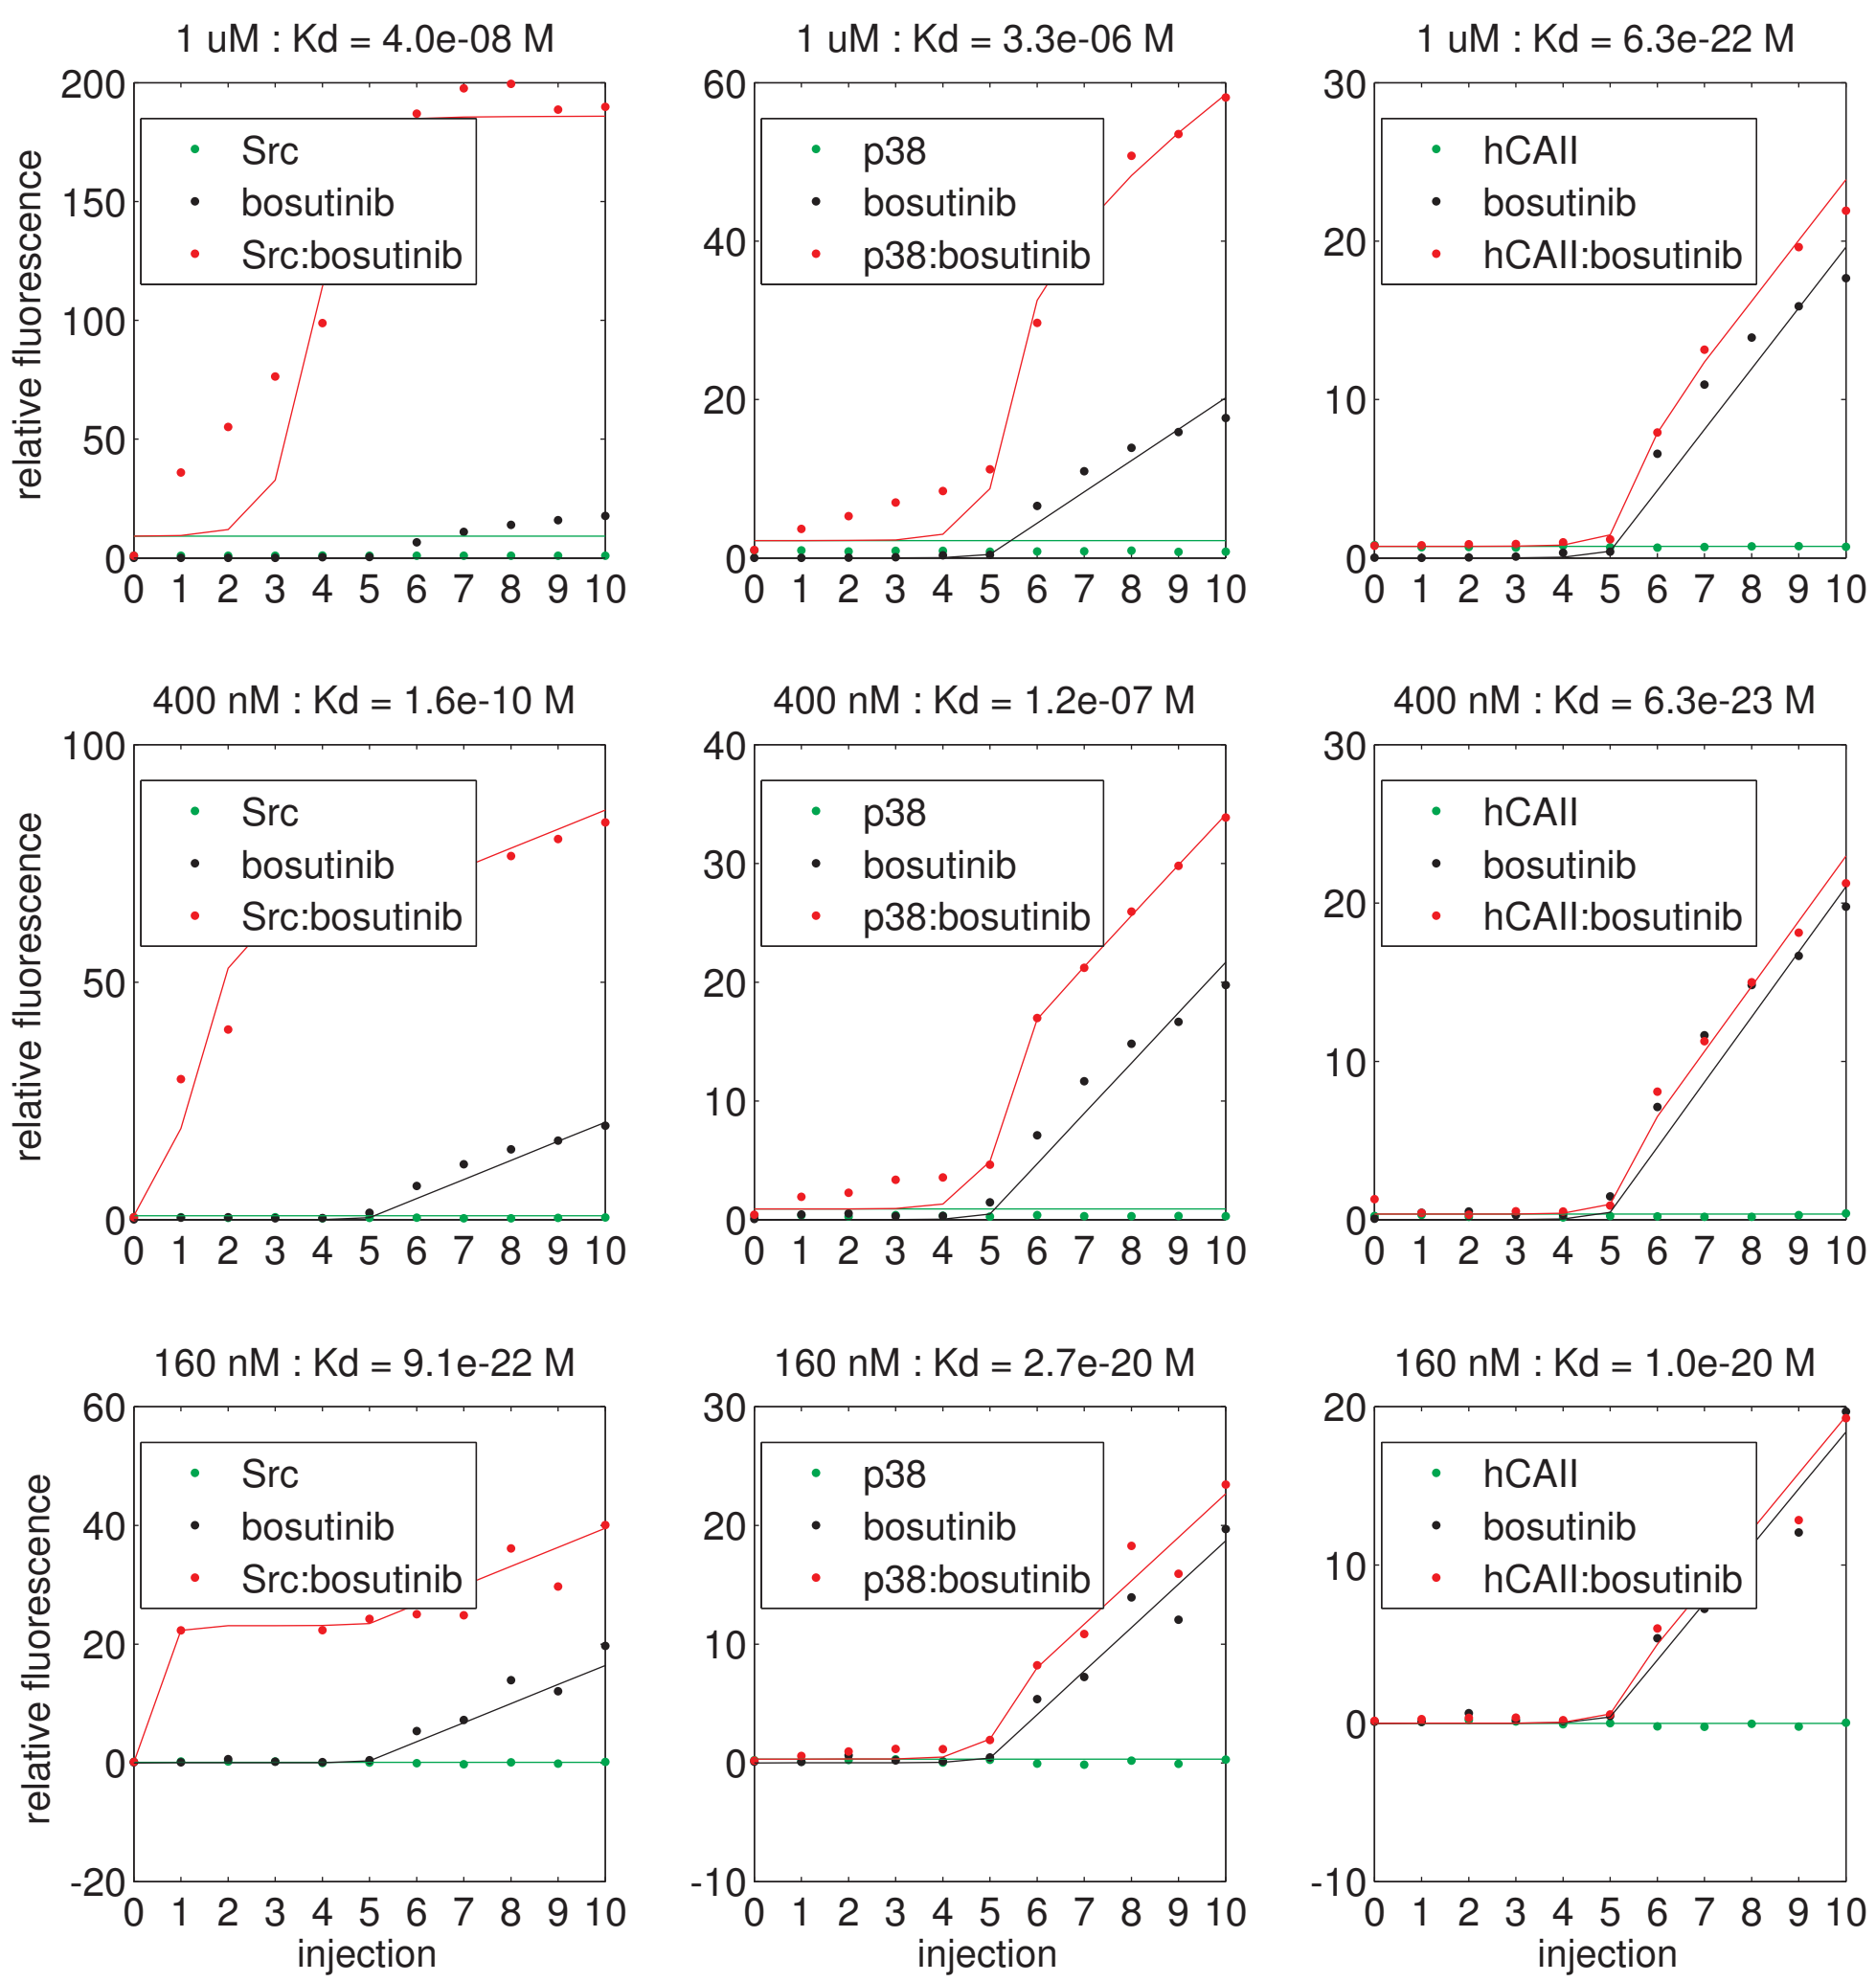 1 uM : Kd = 4.0e-08 M
1 uM : Kd = 3.3e-06 M
1 uM : Kd = 6.3e-22 M
relative fluorescence
200
150
100
50
0
Src
bosutinib
Src:bosutinib
0 1 2 3 4 5 6 7 8 9 10
60
40
20
0
p38
bosutinib
p38:bosutinib
0 1 2 3 4 5 6 7 8 9 10
30
20
10
0
hCAII
bosutinib
hCAII:bosutinib
0 1 2 3 4 5 6 7 8 9 10
400 nM : Kd = 1.6e-10 M
400 nM : Kd = 1.2e-07 M
400 nM : Kd = 6.3e-23 M
relative fluorescence
100
50
0
Src
bosutinib
Src:bosutinib
0 1 2 3 4 5 6 7 8 9 10
40
30
20
10
0
p38
bosutinib
p38:bosutinib
0 1 2 3 4 5 6 7 8 9 10
30
20
10
0
hCAII
bosutinib
hCAII:bosutinib
0 1 2 3 4 5 6 7 8 9 10
160 nM : Kd = 9.1e-22 M
160 nM : Kd = 2.7e-20 M
160 nM : Kd = 1.0e-20 M
relative fluorescence
60
40
20
0
-20
Src
bosutinib
Src:bosutinib
0 1 2 3 4 5 6 7 8 9 10
injection
30
20
10
0
-10
p38
bosutinib
p38:bosutinib
0 1 2 3 4 5 6 7 8 9 10
injection
20
10
0
-10
hCAII
bosutinib
hCAII:bosutinib
0 1 2 3 4 5 6 7 8 9 10
injection